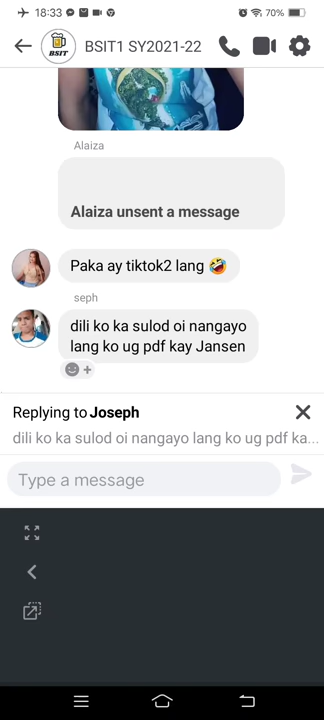 18:33
70%
BSIT
BSIT1 SY2021-22
Alaiza
Alaiza unsent a message
Paka ay tiktok2 lang 🤣
seph
dili ko ka sulod oi nangayo
lang ko ug pdf kay Jansen
Replying to Joseph
dili ko ka sulod oi nangayo lang ko ug pdf ka...
Type a message